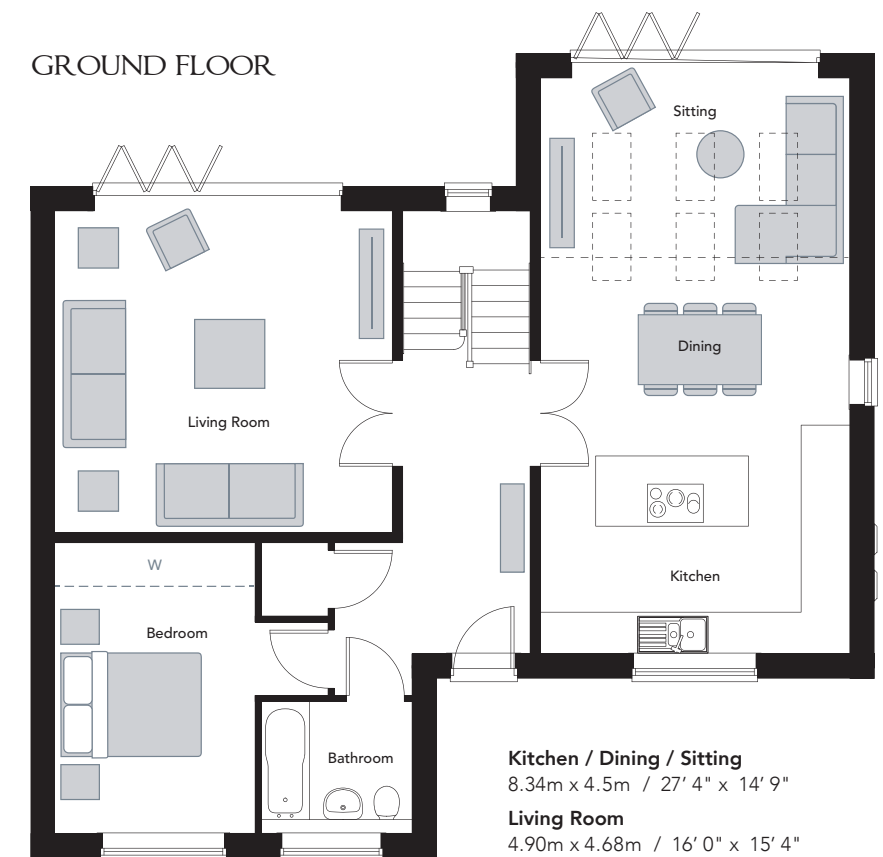 GROUND FLOOR
Sitting
Dining
Living Room
Kitchen
W
Bedroom
Bathroom
Kitchen / Dining / Sitting
8.34m x 4.5m / 27’ 4" x 14’ 9"
Living Room
4.90m x 4.68m / 16’ 0" x 15’ 4"